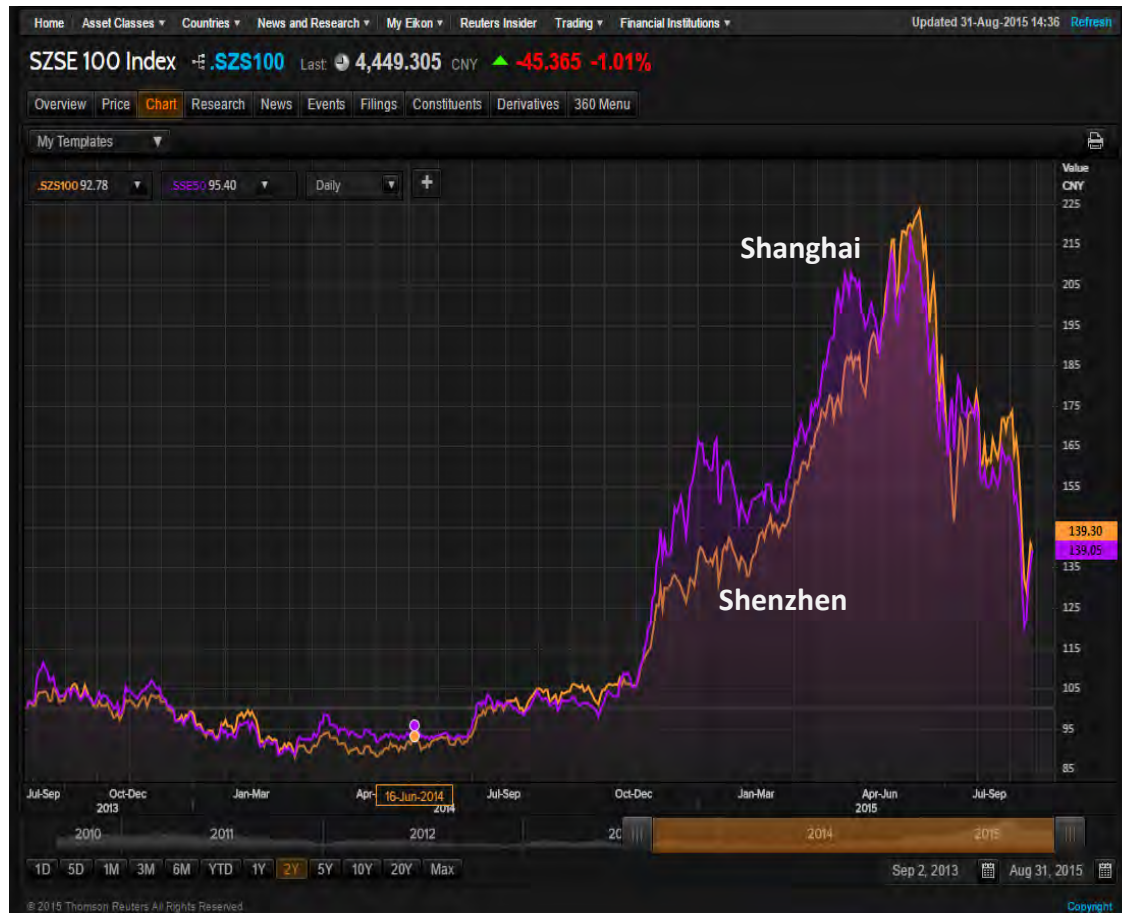 Home Asset Classes ▾ Countries ▾ News and Research ▾ My Eikon ▾ Reuters Insider Trading ▾ Financial Institutions ▾ Updated 31-Aug-2015 14:36 Refresh
SZSE 100 Index .SZS100 Last: 4,449.305 CNY ▲ -45.365 -1.01%
Overview Price Chart Research News Events Filings Constituents Derivatives 360 Menu
My Templates ▼
Value
CNY
.SZS100 92.78 ▼ .SSE50 95.40 ▼ Daily ▼ +
225
Shanghai
215
205
195
185
175
165
155
139.30
139.05
135
Shenzhen
125
115
105
95
85
Jul-Sep Oct-Dec Jan-Mar Apr- 16-Jun-2014 Jul-Sep Oct-Dec Jan-Mar Apr-Jun Jul-Sep
2013 2014 2015
2010 2011 2012 20 2014 2015
1D 5D 1M 3M 6M YTD 1Y 2Y 5Y 10Y 20Y Max Sep 2, 2013 Aug 31, 2015
© 2015 Thomson Reuters All Rights Reserved. Copyright